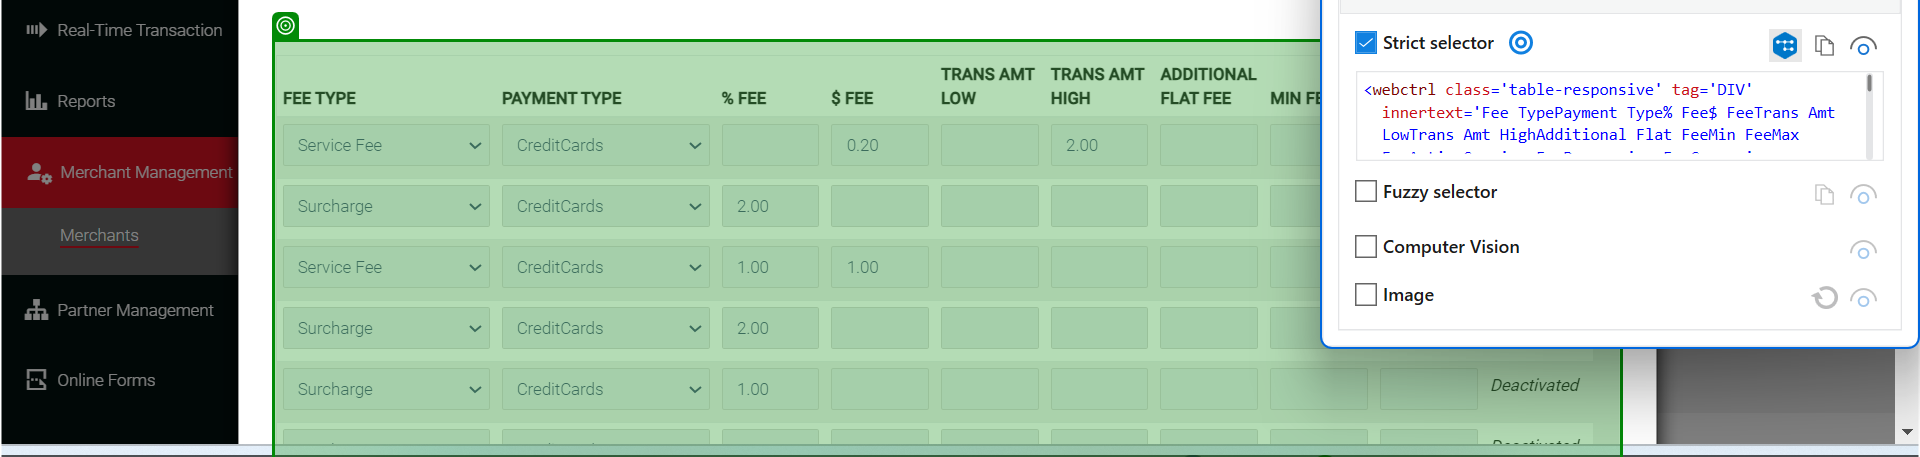 Real-Time Transaction
Reports
Merchant Management
Merchants
Partner Management
Online Forms
FEE TYPE PAYMENT TYPE % FEE $ FEE TRANS AMT LOW TRANS AMT HIGH ADDITIONAL FLAT FEE MIN FE
Service Fee CreditCards 0.20 2.00
Surcharge CreditCards 2.00
Service Fee CreditCards 1.00 1.00
Surcharge CreditCards 2.00
Surcharge CreditCards 1.00 Deactivated
Deactivated
Strict selector
<webctrl class='table-responsive' tag='DIV'
innertext='Fee TypePayment Type% Fee$ FeeTrans Amt
LowTrans Amt HighAdditional Flat FeeMin FeeMax
Fuzzy selector
Computer Vision
Image